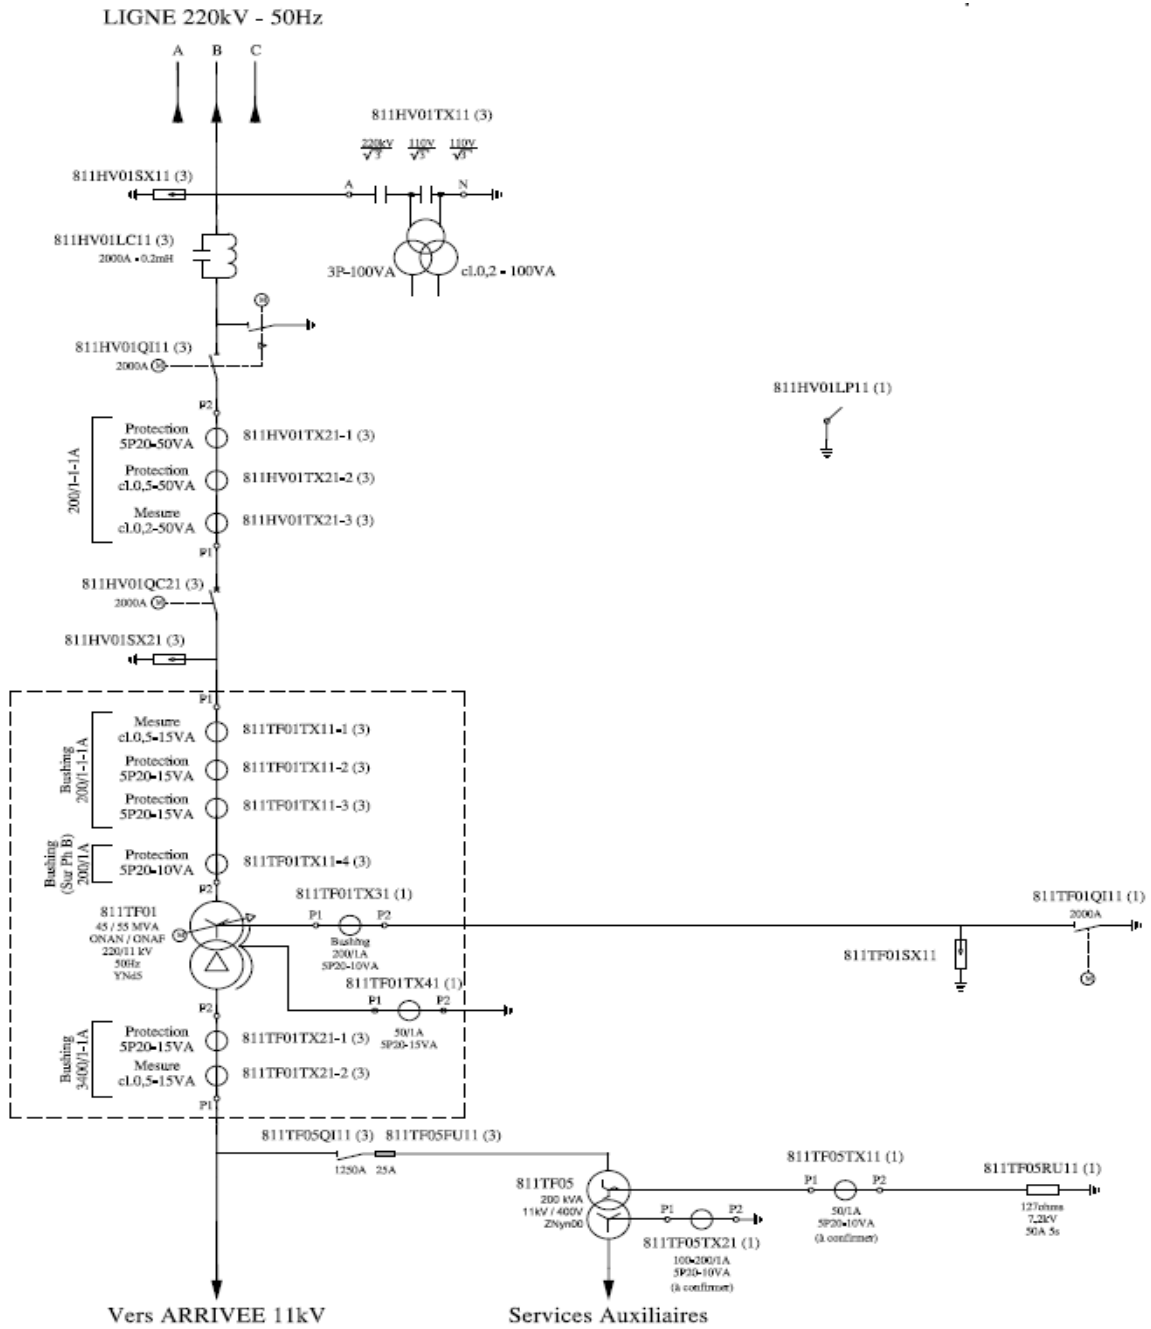 LIGNE 220kV - 50Hz
A B C
811HV01TX11 (3)
220kV 110V 110V
√3 √3 √3
811HV01SX11 (3)
A N
811HV01LC11 (3)
2000A - 0.2mH
3P-100VA cl.0,2 - 100VA
M
811HV01QI11 (3)
2000A M
811HV01LP11 (1)
P2
200/1-1-1A
Protection
5P20-50VA
811HV01TX21-1 (3)
Protection
cl.0,5-50VA
811HV01TX21-2 (3)
Mesure
cl.0,2-50VA
811HV01TX21-3 (3)
P1
811HV01QC21 (3)
2000A M
811HV01SX21 (3)
P1
Bushing
200/1-1-1A
Mesure
cl.0,5-15VA
811TF01TX11-1 (3)
Protection
5P20-15VA
811TF01TX11-2 (3)
Protection
5P20-15VA
811TF01TX11-3 (3)
Bushing
(Sur Ph B)
200/1A
Protection
5P20-10VA
811TF01TX11-4 (3)
P2
811TF01
45 / 55 MVA
ONAN / ONAF
220/11 kV
50Hz
YNd5
M
811TF01TX31 (1)
P1 P2
Bushing
200/1A
5P20-10VA
811TF01QI11 (1)
2000A
M
811TF01SX11
811TF01TX41 (1)
P1 P2
50/1A
5P20-15VA
P2
Bushing
3400/1-1A
Protection
5P20-15VA
811TF01TX21-1 (3)
Mesure
cl.0,5-15VA
811TF01TX21-2 (3)
P1
811TF05QI11 (3) 811TF05FU11 (3)
1250A 25A
811TF05
200 kVA
11kV / 400V
ZNyn00
811TF05TX11 (1)
P1 P2
50/1A
5P20-10VA
(à confirmer)
811TF05RU11 (1)
127ohms
7,2kV
50A 5s
P1 P2
811TF05TX21 (1)
100-200/1A
5P20-10VA
(à confirmer)
Vers ARRIVEE 11kV
Services Auxiliaires